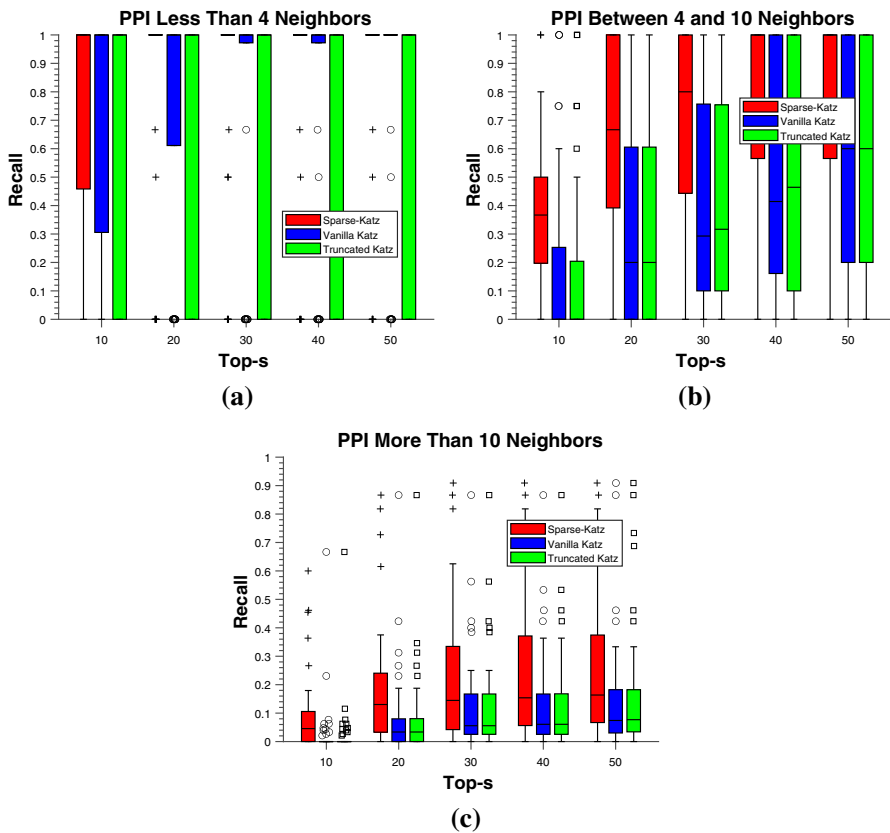 PPI Less Than 4 Neighbors
1
0.9
0.8
0.7
0.6
0.5
0.4
0.3
0.2
0.1
0
Recall
Sparse-Katz
Vanilla Katz
Truncated Katz
10 20 30 40 50
Top-s
(a)
PPI Between 4 and 10 Neighbors
1
0.9
0.8
0.7
0.6
0.5
0.4
0.3
0.2
0.1
0
Recall
Sparse-Katz
Vanilla Katz
Truncated Katz
10 20 30 40 50
Top-s
(b)
PPI More Than 10 Neighbors
1
0.9
0.8
0.7
0.6
0.5
0.4
0.3
0.2
0.1
0
Recall
Sparse-Katz
Vanilla Katz
Truncated Katz
10 20 30 40 50
Top-s
(c)